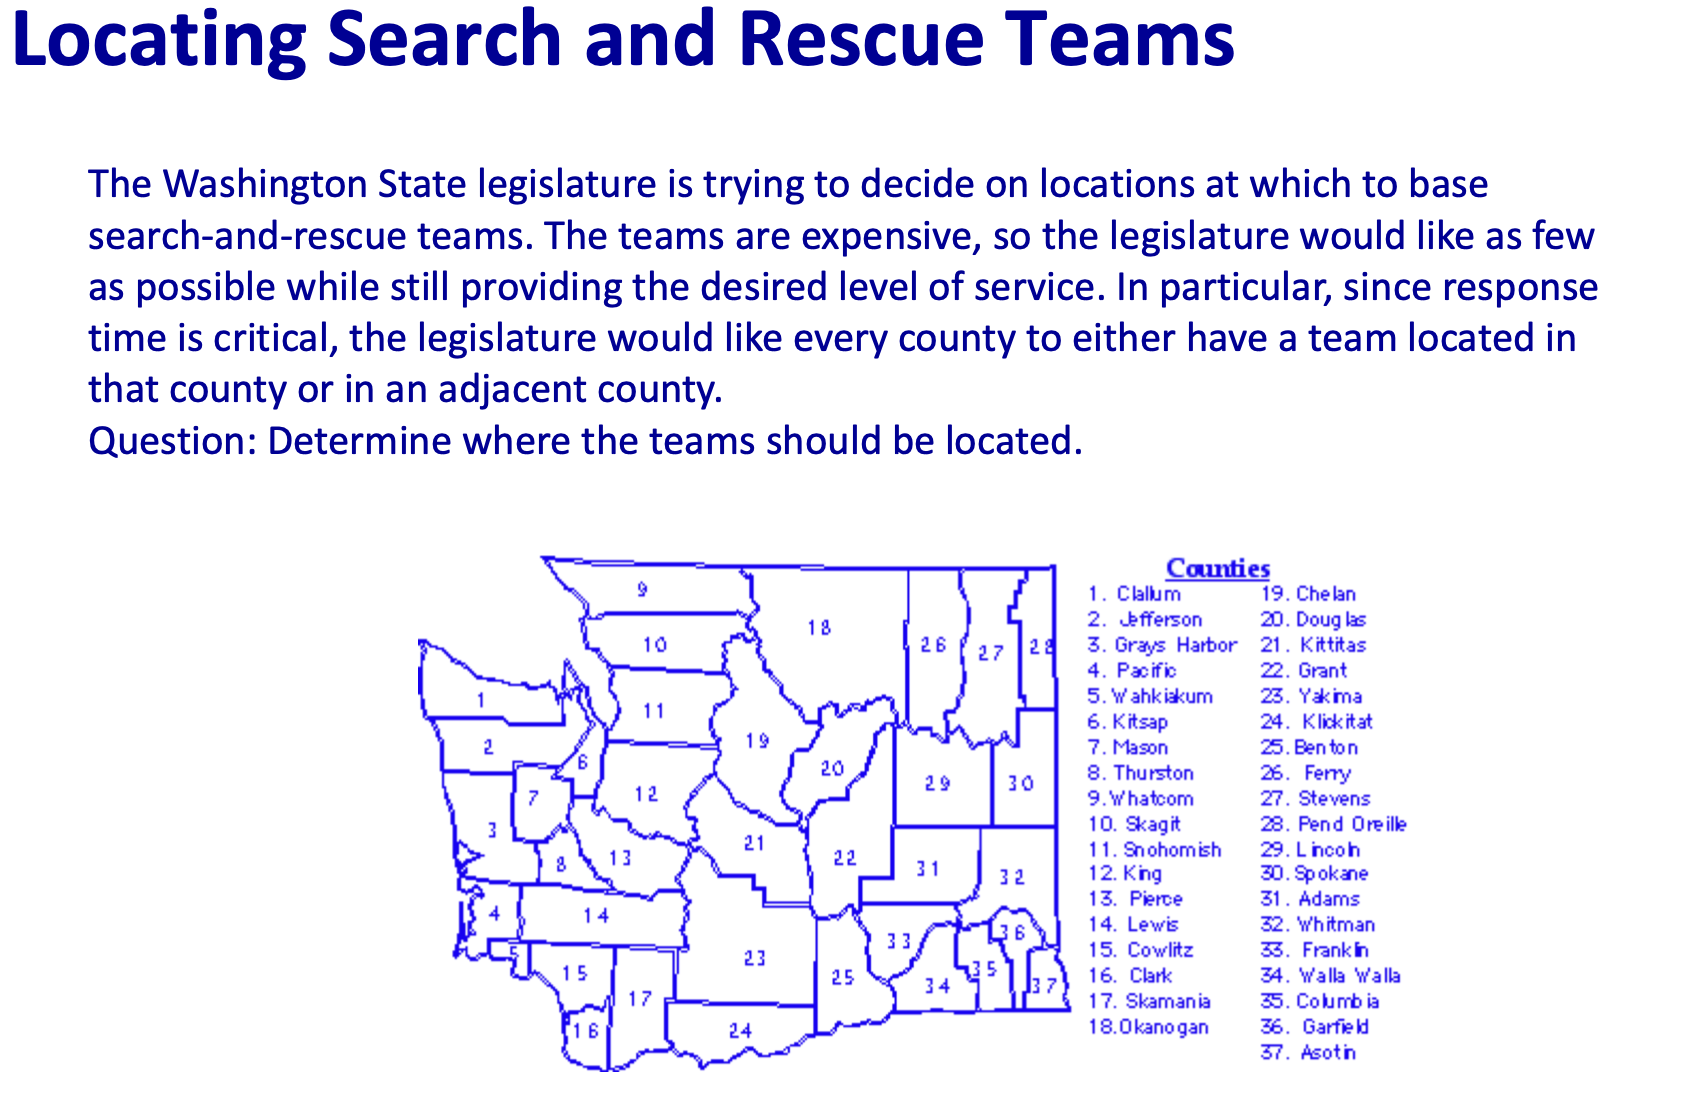 Locating Search and Rescue Teams
The Washington State legislature is trying to decide on locations at which to base
search-and-rescue teams. The teams are expensive, so the legislature would like as few
as possible while still providing the desired level of service. In particular, since response
time is critical, the legislature would like every county to either have a team located in
that county or in an adjacent county.
Question: Determine where the teams should be located.
9
18
10
26
27
28
1
11
2
19
6
20
29
30
7
12
3
21
8
13
22
31
32
4
14
5
33
36
23
15
25
35
34
37
17
16
24
Counties
1. Clallum
2. Jefferson
3. Grays Harbor
4. Pacific
5. Wahkiakum
6. Kitsap
7. Mason
8. Thurston
9. Whatcom
10. Skagit
11. Snohomish
12. King
13. Pierce
14. Lewis
15. Cowlitz
16. Clark
17. Skamania
18. Okanogan
19. Chelan
20. Douglas
21. Kittitas
22. Grant
23. Yakima
24. Klickitat
25. Benton
26. Ferry
27. Stevens
28. Pend Oreille
29. Lincoln
30. Spokane
31. Adams
32. Whitman
33. Franklin
34. Walla Walla
35. Columbia
36. Garfield
37. Asotin